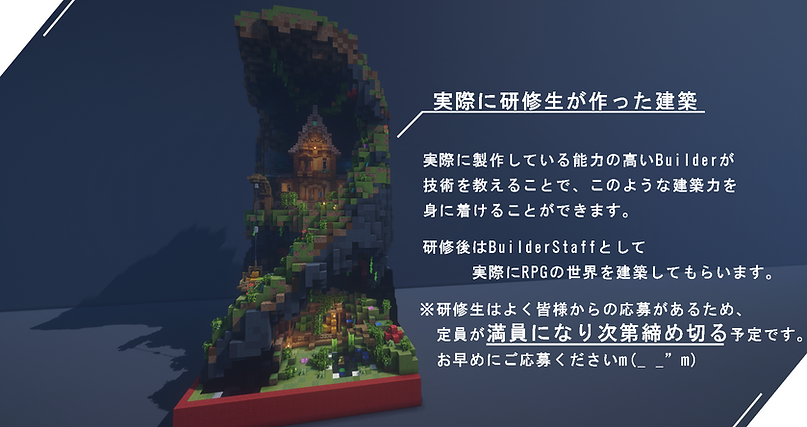 実際に研修生が作った建築
実際に製作している能力の高いBuilderが
技術を教えることで、このような建築力を
身に着けることができます。
研修後はBuilderStaffとして
実際にRPGの世界を建築してもらいます。
※研修生はよく皆様からの応募があるため、
定員が満員になり次第締め切る予定です。
お早めにご応募くださいm(_ _”m)